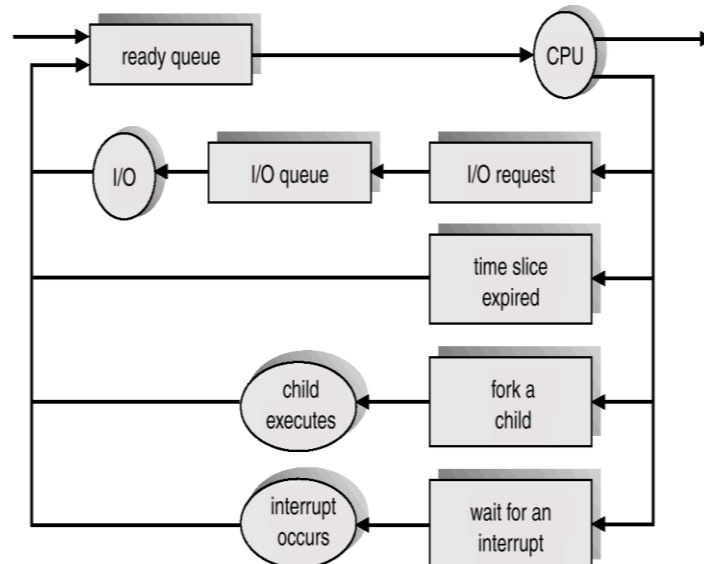 ready queue
CPU
I/O
I/O queue
I/O request
time slice
expired
child
executes
fork a
child
interrupt
occurs
wait for an
interrupt